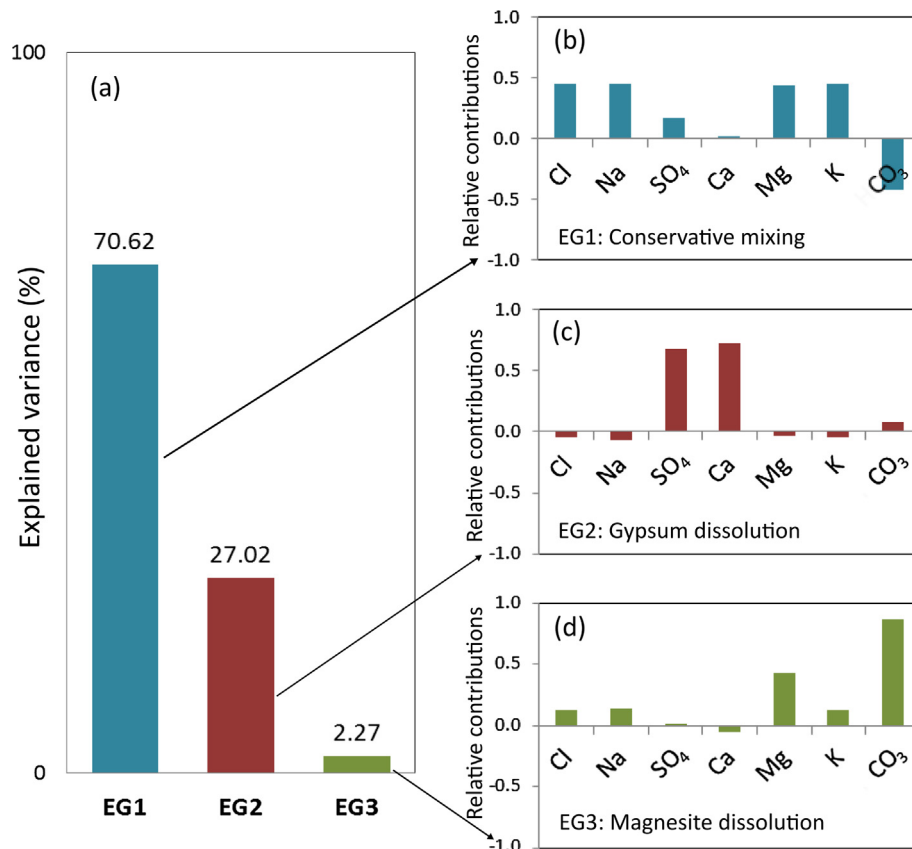 100
(a)
70.62
27.02
2.27
0
Explained variance (%)
EG1 EG2 EG3
1.0
(b)
0.5
0.0
-0.5
-1.0
Relative contributions
Cl Na SO₄ Ca Mg K CO₃
EG1: Conservative mixing
1.0
(c)
0.5
0.0
-0.5
-1.0
Relative contributions
Cl Na SO₄ Ca Mg K CO₃
EG2: Gypsum dissolution
1.0
(d)
0.5
0.0
-0.5
-1.0
Relative contributions
Cl Na SO₄ Ca Mg K CO₃
EG3: Magnesite dissolution